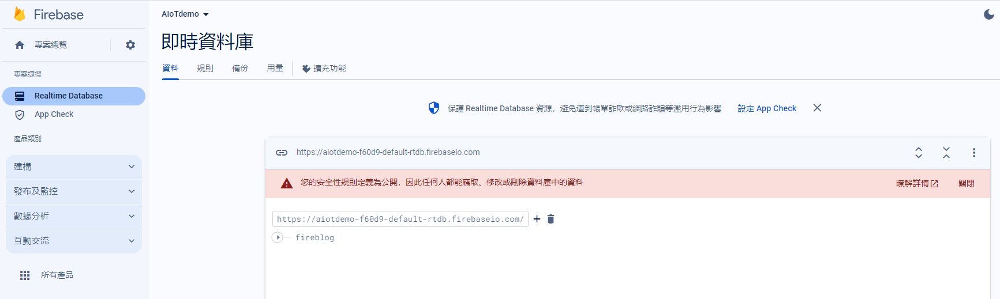 Firebase
專案總覽
專案捷徑
Realtime Database
App Check
產品類別
建構
發布及監控
數據分析
互動交流
所有產品
AIoTdemo
即時資料庫
資料 規則 備份 用量 擴充功能
保護 Realtime Database 資源，避免遭到帳單詐欺或網路詐騙等濫用行為影響 設定 App Check
https://aiotdemo-f60d9-default-rtdb.firebaseio.com
您的安全性規則定義為公開，因此任何人都能竊取、修改或刪除資料庫中的資料 瞭解詳情 關閉
https://aiotdemo-f60d9-default-rtdb.firebaseio.com/
fireblog